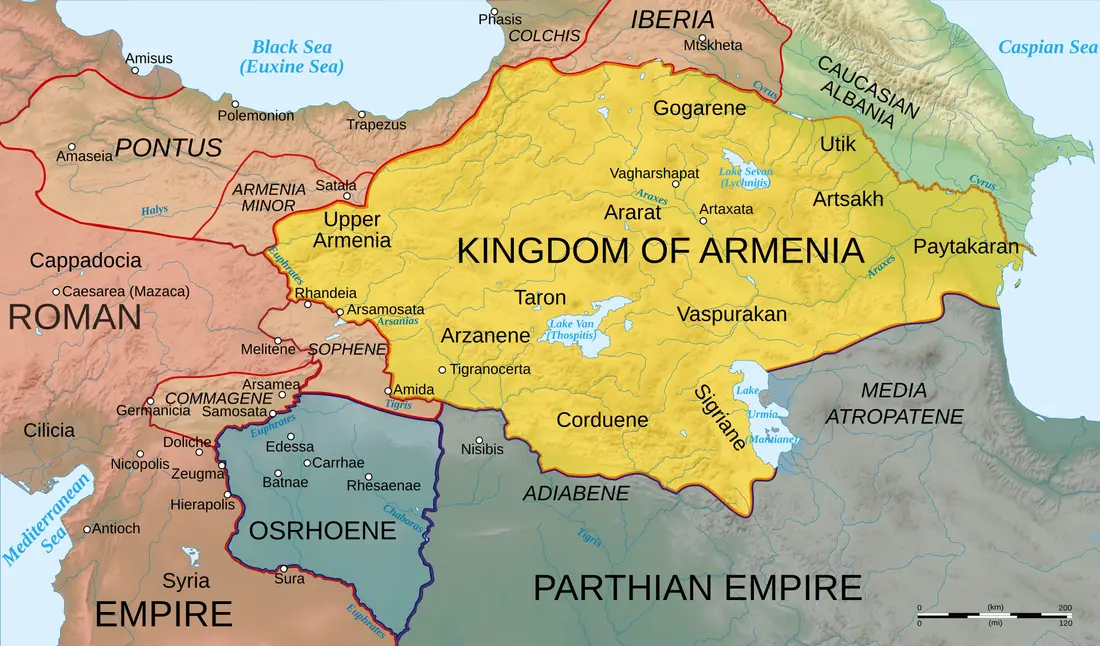 Phasis
COLCHIS
IBERIA
Mtskheta
Caspian Sea
Black Sea
(Euxine Sea)
Amisus
Polemonion
Trapezus
Cyrus
CAUCASIAN
ALBANIA
Gogarene
Utik
Amaseia
PONTUS
Halys
ARMENIA
MINOR
Satala
Vagharshapat
Lake Sevan
(Lychnitis)
Araxes
Ararat
Artaxata
Artsakh
Cyrus
Upper
Armenia
KINGDOM OF ARMENIA
Paytakaran
Araxes
Cappadocia
Euphrates
Caesarea (Mazaca)
ROMAN
Rhandeia
Arsamosata
Arsanias
Taron
Lake Van
(Thospitis)
Vaspurakan
Arzanene
Melitene
SOPHENE
Tigranocerta
Arsamea
COMMAGENE
Germanicia
Samosata
Amida
Tigris
Lake
Urmia
(Mantiane)
MEDIA
ATROPATENE
Sigriane
Corduene
Cilicia
Doliche
Euphrates
Edessa
Nisibis
Nicopolis
Zeugma
Carrhae
Batnae
Rhesaenae
Hierapolis
ADIABENE
Mediterranean
Sea
Antioch
OSRHOENE
Chaboras
Tigris
Syria
Sura
EMPIRE
Euphrates
PARTHIAN EMPIRE
0 (km) 200
0 (mi) 120